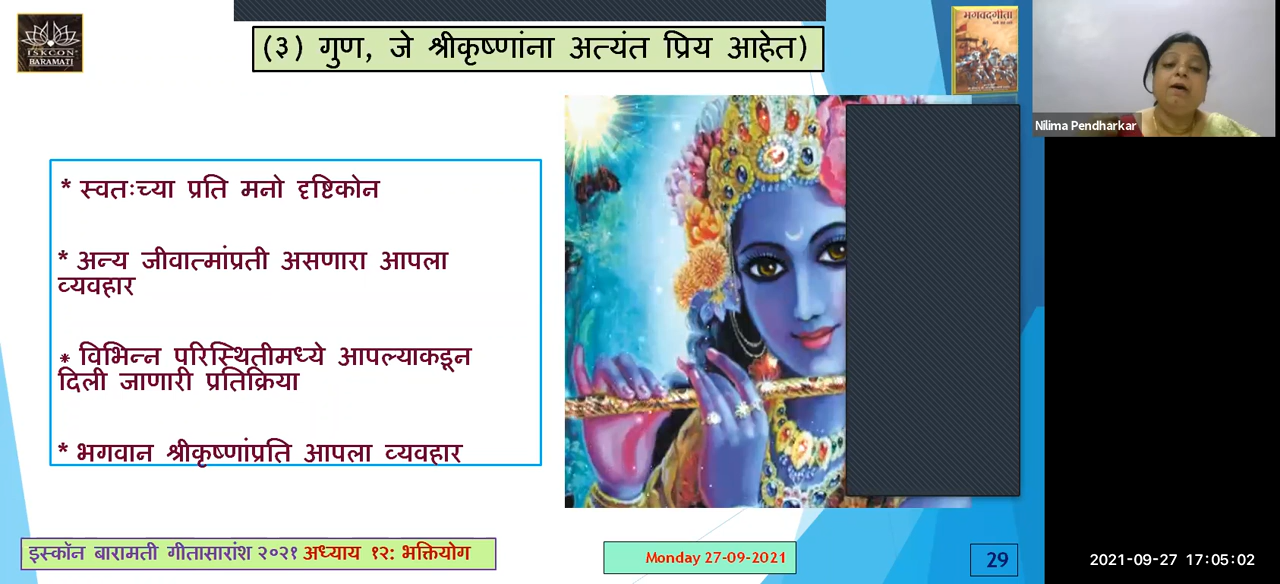 ISKCON
BARAMATI
(३) गुण, जे श्रीकृष्णांना अत्यंत प्रिय आहेत)
भगवद्गीता
Nilima Pendharkar
* स्वतःच्या प्रति मनो दृष्टिकोन
* अन्य जीवात्मांप्रती असणारा आपला
व्यवहार
* विभिन्न परिस्थितीमध्ये आपल्याकडून
दिली जाणारी प्रतिक्रिया
* भगवान श्रीकृष्णांप्रति आपला व्यवहार
इस्कॉन बारामती गीतासारांश २०२१ अध्याय १२: भक्तियोग
Monday 27-09-2021
29
2021-09-27 17:05:02